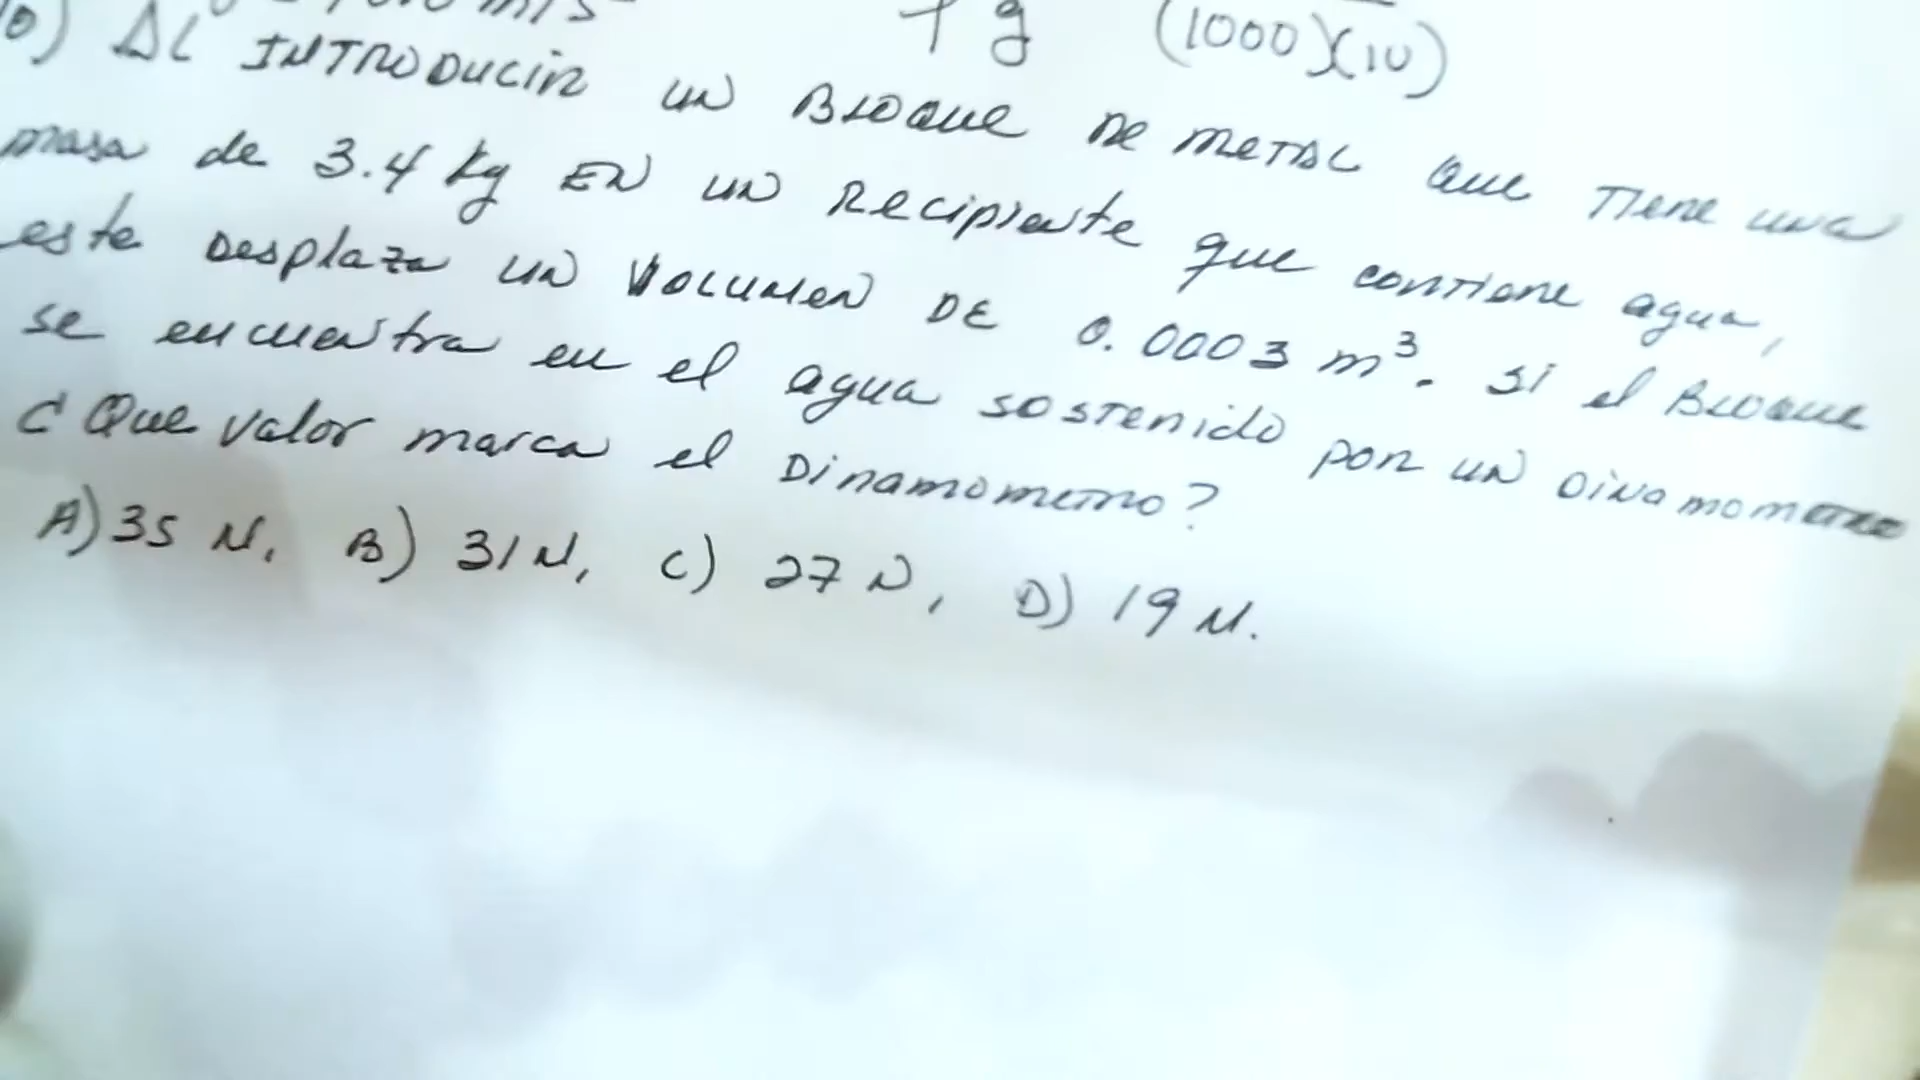 m/s
ρg (1000)(10)
0) AL INTRODUCIR UN BLOQUE DE METAL QUE TIENE una
masa de 3.4 kg EN UN Recipiente que contiene agua,
este Desplaza un VOLUMEN DE 0.0003 m³. Si el BLOQUE
se encuentra en el agua SOSTENIDO POR UN DINAMOMETRO
¿Que valor marca el Dinamometro?
A) 35 N, B) 31 N, C) 27 N, D) 19 N.